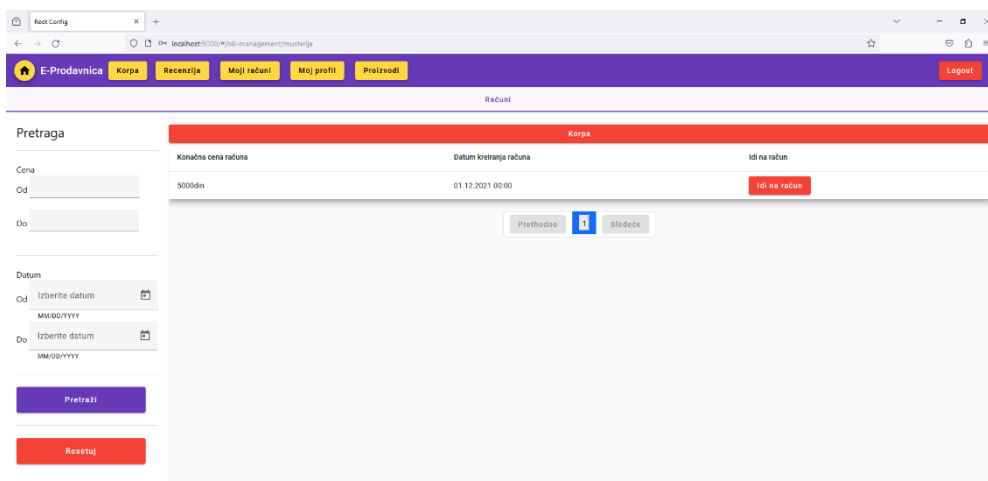 Root Config
localhost:9000/#/bill-management/musterija
E-Prodavnica Korpa Recenzija Moji računi Moj profil Proizvodi Logout
Računi
Pretraga
Korpa
Konačna cena računa Datum kreiranja računa Idi na račun
Cena
Od
5000din 01.12.2021 00:00 Idi na račun
Do
Prethodno 1 Sledeće
Datum
Od Izberite datum
MM/DD/YYYY
Do Izberite datum
MM/DD/YYYY
Pretraži
Resetuj